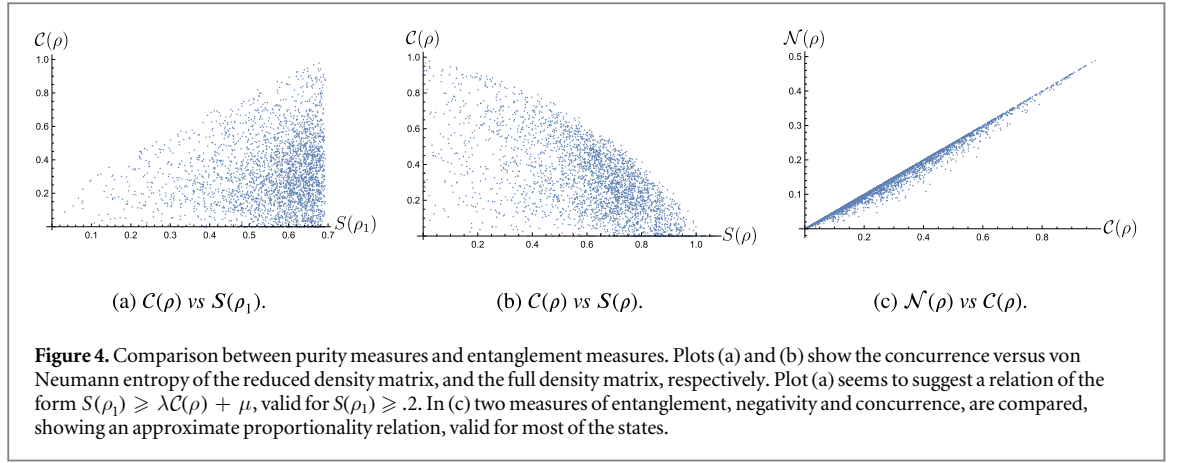 C(ρ)
1.0
0.8
0.6
0.4
0.2
0.1 0.2 0.3 0.4 0.5 0.6 0.7
S(ρ₁)
C(ρ)
1.0
0.8
0.6
0.4
0.2
0.2 0.4 0.6 0.8 1.0
S(ρ)
N(ρ)
0.5
0.4
0.3
0.2
0.1
0.2 0.4 0.6 0.8
C(ρ)
(a) C(ρ) vs S(ρ₁).
(b) C(ρ) vs S(ρ).
(c) N(ρ) vs C(ρ).
Figure 4. Comparison between purity measures and entanglement measures. Plots (a) and (b) show the concurrence versus von
Neumann entropy of the reduced density matrix, and the full density matrix, respectively. Plot (a) seems to suggest a relation of the
form S(ρ₁) ⩾ λC(ρ) + μ, valid for S(ρ₁) ⩾ .2. In (c) two measures of entanglement, negativity and concurrence, are compared,
showing an approximate proportionality relation, valid for most of the states.